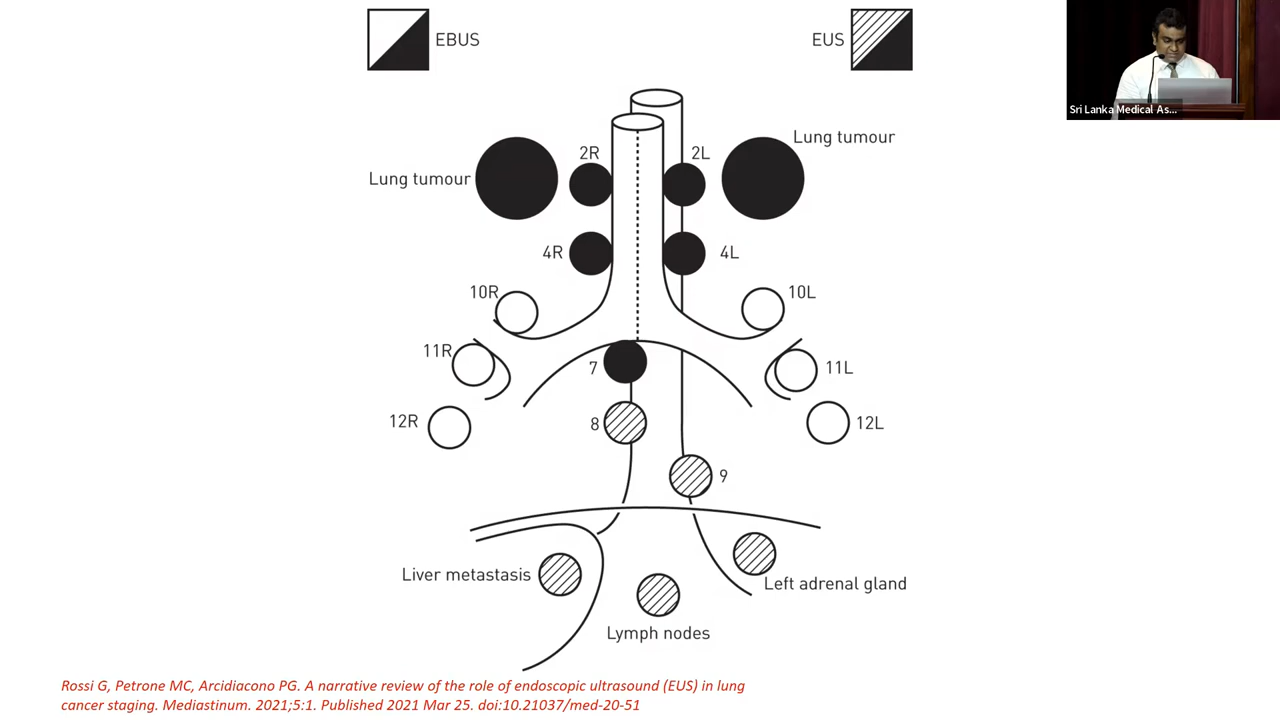 EBUS
EUS
Sri Lanka Medical As...
Lung tumour
Lung tumour
2R
2L
4R
4L
10R
10L
11R
7
11L
12R
8
12L
9
Liver metastasis
Left adrenal gland
Lymph nodes
Rossi G, Petrone MC, Arcidiacono PG. A narrative review of the role of endoscopic ultrasound (EUS) in lung
cancer staging. Mediastinum. 2021;5:1. Published 2021 Mar 25. doi:10.21037/med-20-51